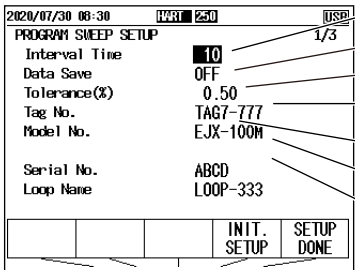 2020/07/30 08:30 HART 250 USB
PROGRAM SWEEP SETUP 1/3
Interval Time 10
Data Save OFF
Tolerance(%) 0.50
Tag No. TAG7-777
Model No. EJX-100M
Serial No. ABCD
Loop Name LOOP-333
INIT. SETUP
SETUP DONE